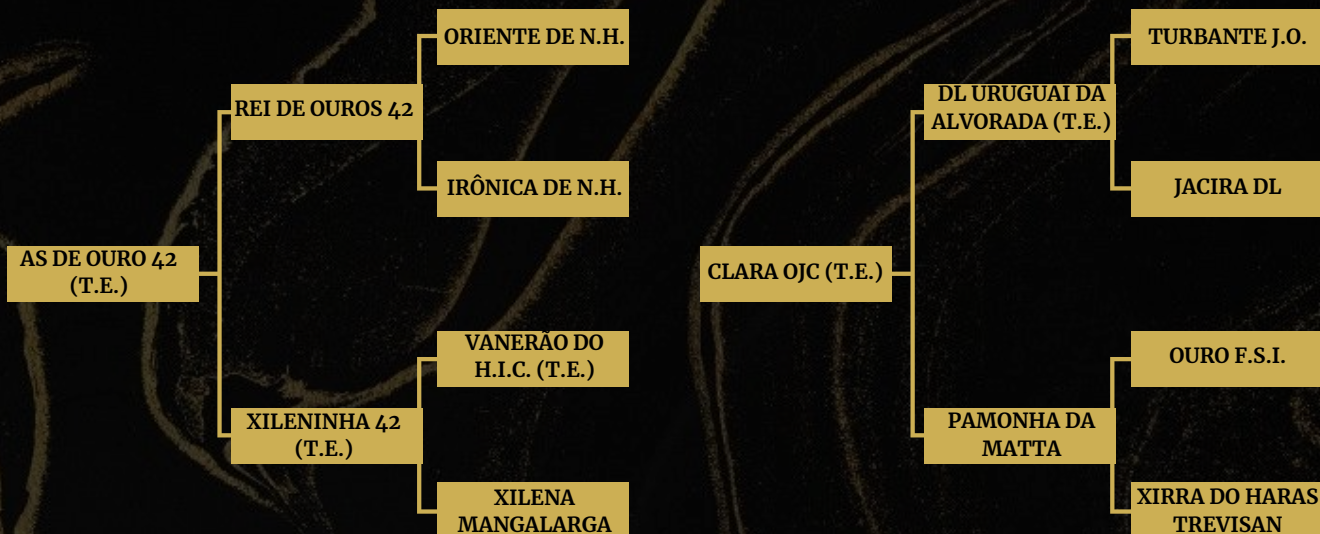 ORIENTE DE N.H.
REI DE OUROS 42
IRÔNICA DE N.H.
AS DE OURO 42
(T.E.)
VANERÃO DO
H.I.C. (T.E.)
XILENINHA 42
(T.E.)
XILENA
MANGALARGA
TURBANTE J.O.
DL URUGUAI DA
ALVORADA (T.E.)
JACIRA DL
CLARA OJC (T.E.)
OURO F.S.I.
PAMONHA DA
MATTA
XIRRA DO HARAS
TREVISAN